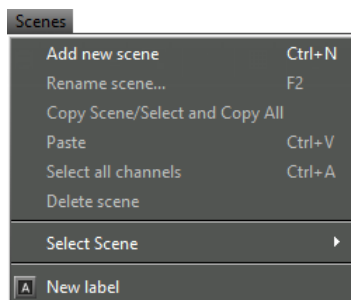 Scenes
Add new scene Ctrl+N
Rename scene... F2
Copy Scene/Select and Copy All
Paste Ctrl+V
Select all channels Ctrl+A
Delete scene
Select Scene
A New label